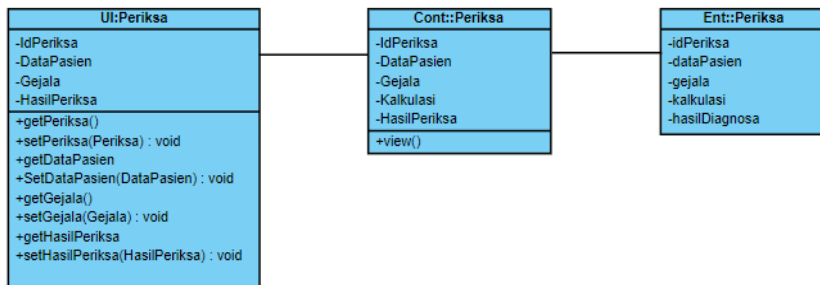 UI:Periksa
-IdPeriksa
-DataPasien
-Gejala
-HasilPeriksa
+getPeriksa()
+setPeriksa(Periksa) : void
+getDataPasien
+SetDataPasien(DataPasien) : void
+getGejala()
+setGejala(Gejala) : void
+getHasilPeriksa
+setHasilPeriksa(HasilPeriksa) : void
Cont::Periksa
-IdPeriksa
-DataPasien
-Gejala
-Kalkulasi
-HasilPeriksa
+view()
Ent::Periksa
-idPeriksa
-dataPasien
-gejala
-kalkulasi
-hasilDiagnosa